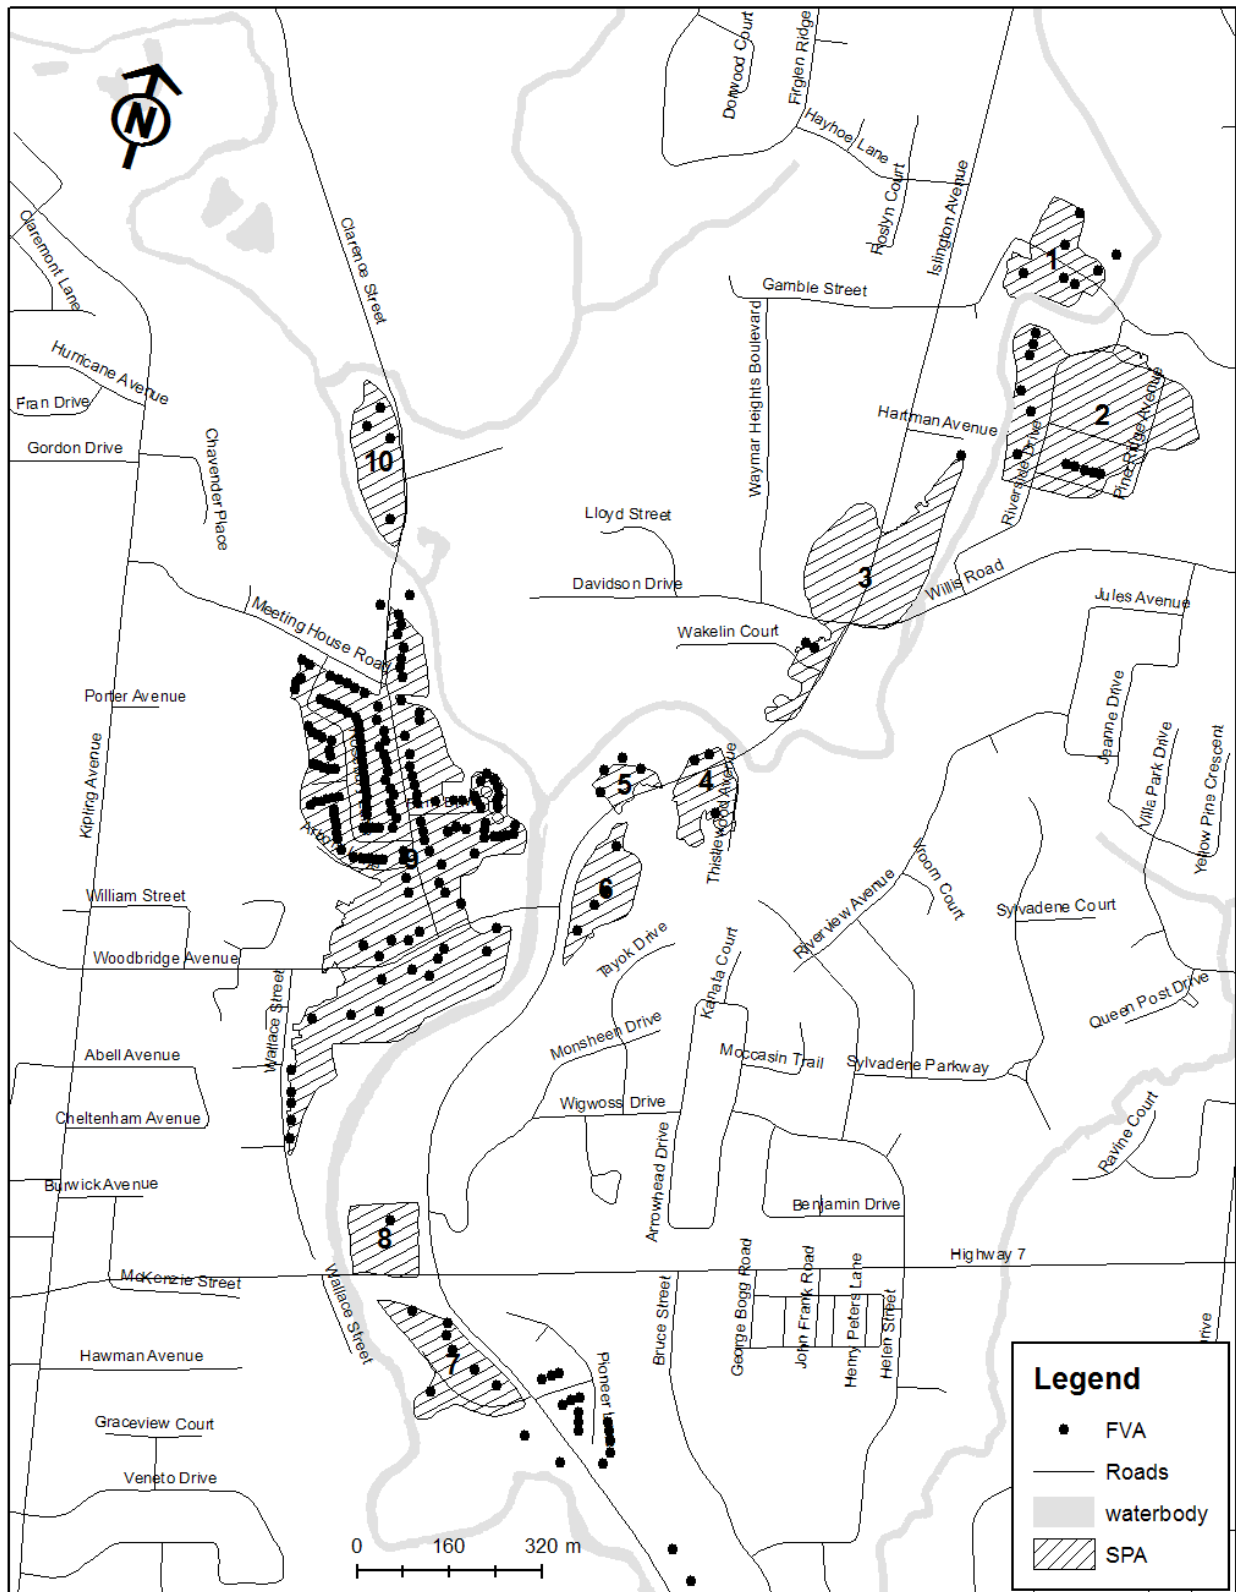 Dorwood Court
Firglen Ridge
Hayhoe Lane
Roslyn Court
Islington Avenue
N
Claremont Lane
Clarence Street
1
Gamble Street
Waymar Heights Boulevard
Hurricane Avenue
Fran Drive
Gordon Drive
Chavender Place
10
Hartman Avenue
2
Pine Ridge Avenue
Riverside Drive
Lloyd Street
Davidson Drive
3
Willis Road
Jules Avenue
Meeting House Road
Wakelin Court
Porter Avenue
Jeanne Drive
Villa Park Drive
Yellow Pine Crescent
Kipling Avenue
5
4
Thistlewood Avenue
9
6
William Street
Vroom Court
Riverview Avenue
Sylvadene Court
Woodbridge Avenue
Tayok Drive
Kanata Court
Wallace Street
Queen Post Drive
Monsheen Drive
Moccasin Trail
Sylvadene Parkway
Abell Avenue
Wigwoss Drive
Cheltenham Avenue
Ravine Court
Arrowhead Drive
Burwick Avenue
Benjamin Drive
8
Highway 7
McKenzie Street
Wallace Street
Bruce Street
George Bogg Road
John Frank Road
Henry Peters Lane
Helen Street
Hawman Avenue
7
Graceview Court
Veneto Drive
0 160 320 m
Legend
FVA
Roads
waterbody
SPA